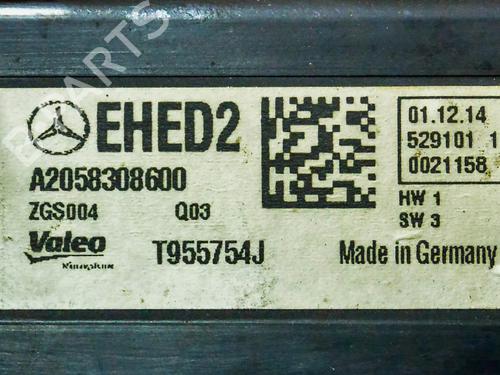 B-PARTS
EHED2
A2058308600
ZGS004 Q03
Valeo
T955754J
01.12.14
529101 1
0021158
HW 1
SW 3
Made in Germany